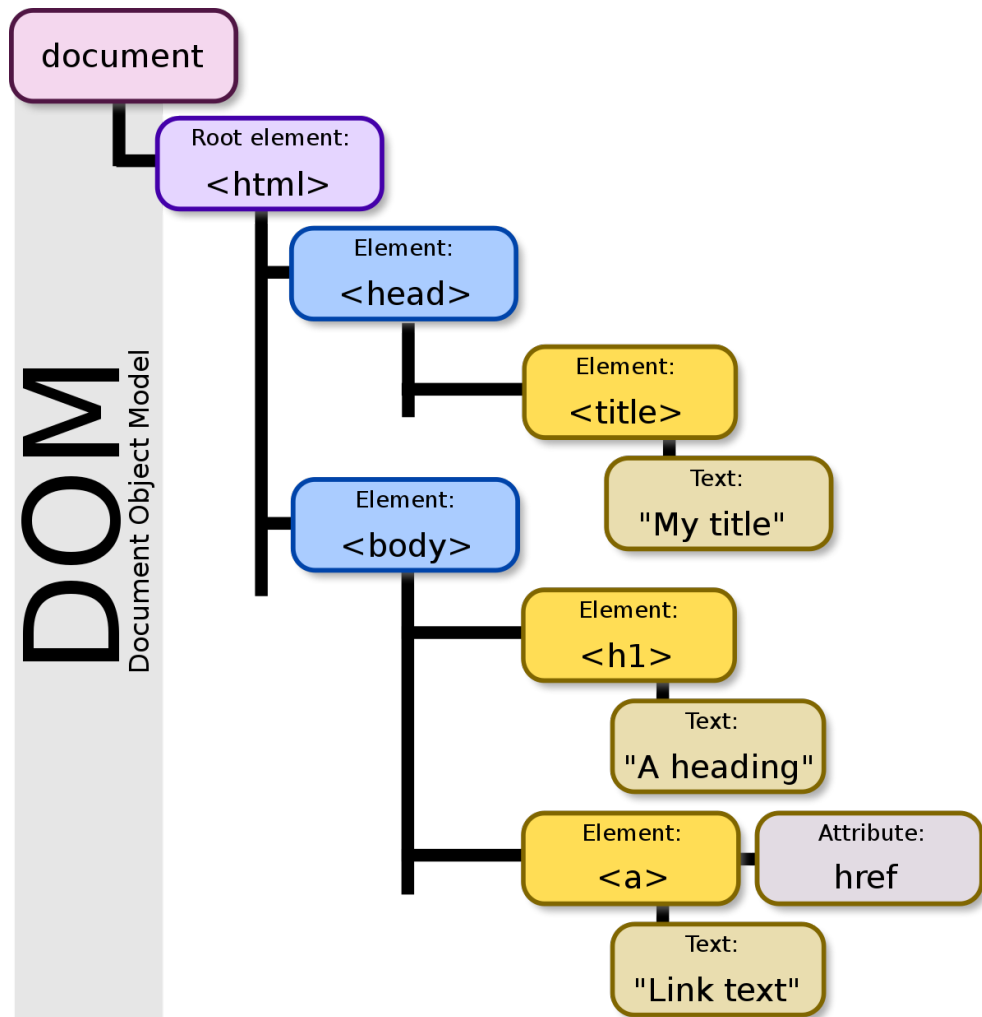 document
Root element:
<html>
Element:
<head>
Element:
<title>
Text:
"My title"
Element:
<body>
Element:
<h1>
Text:
"A heading"
Element:
<a>
Attribute:
href
Text:
"Link text"
DOM
Document Object Model